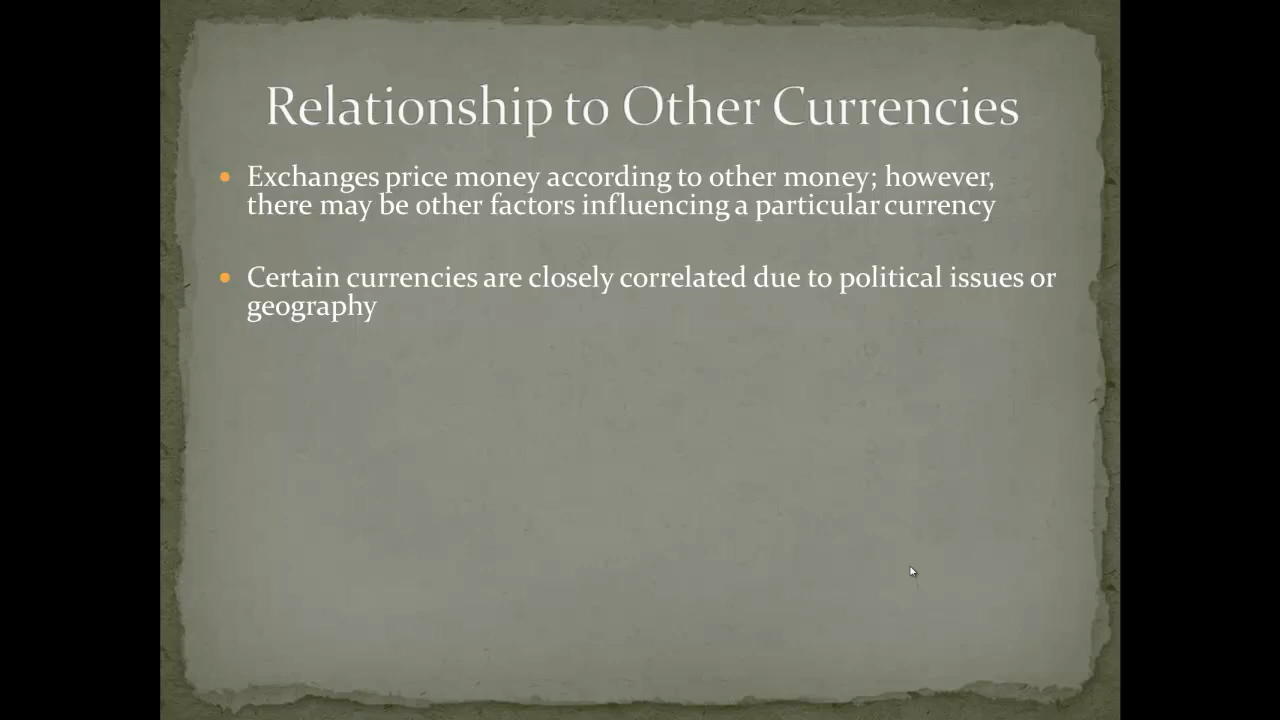 Relationship to Other Currencies
• Exchanges price money according to other money; however,
there may be other factors influencing a particular currency
• Certain currencies are closely correlated due to political issues or
geography